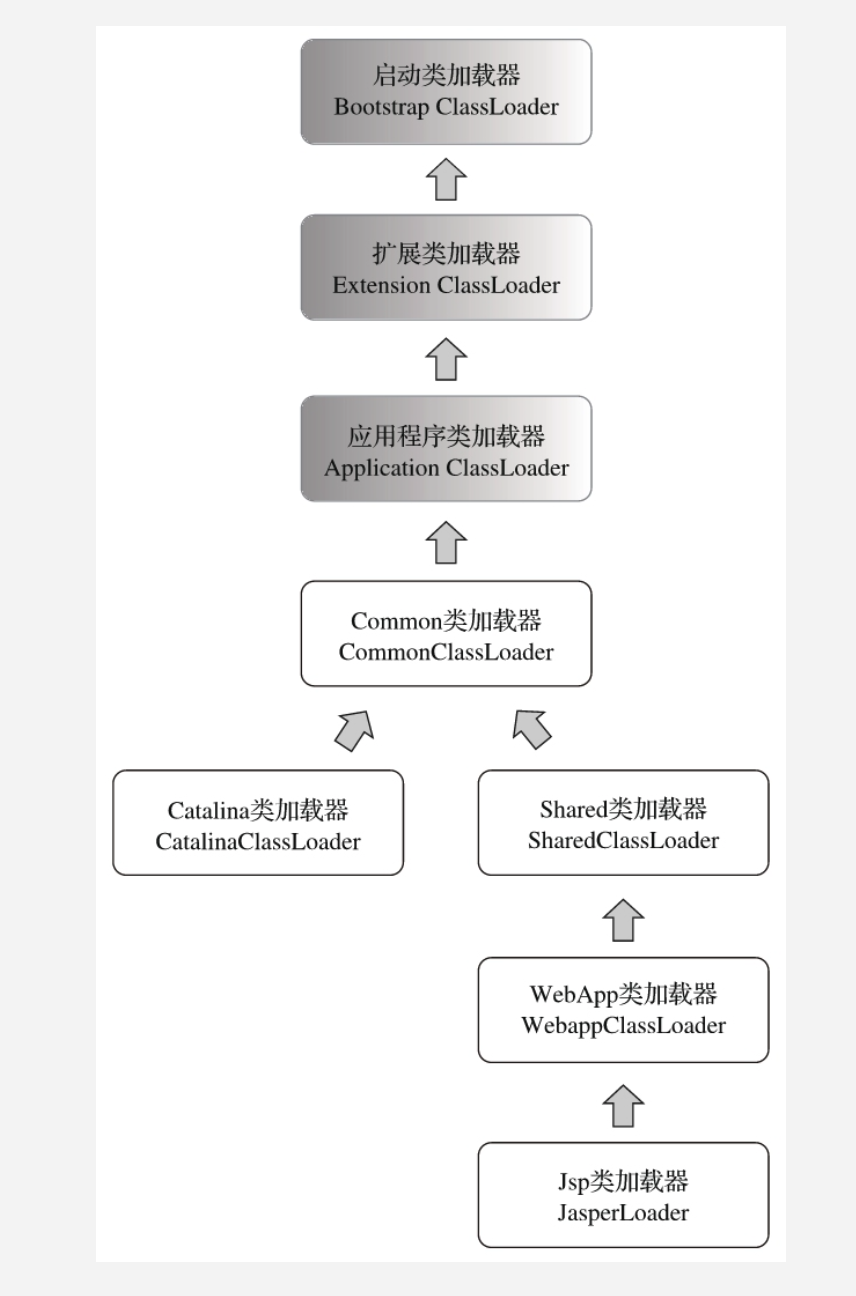 启动类加载器
Bootstrap ClassLoader
扩展类加载器
Extension ClassLoader
应用程序类加载器
Application ClassLoader
Common类加载器
CommonClassLoader
Catalina类加载器
CatalinaClassLoader
Shared类加载器
SharedClassLoader
WebApp类加载器
WebappClassLoader
Jsp类加载器
JasperLoader